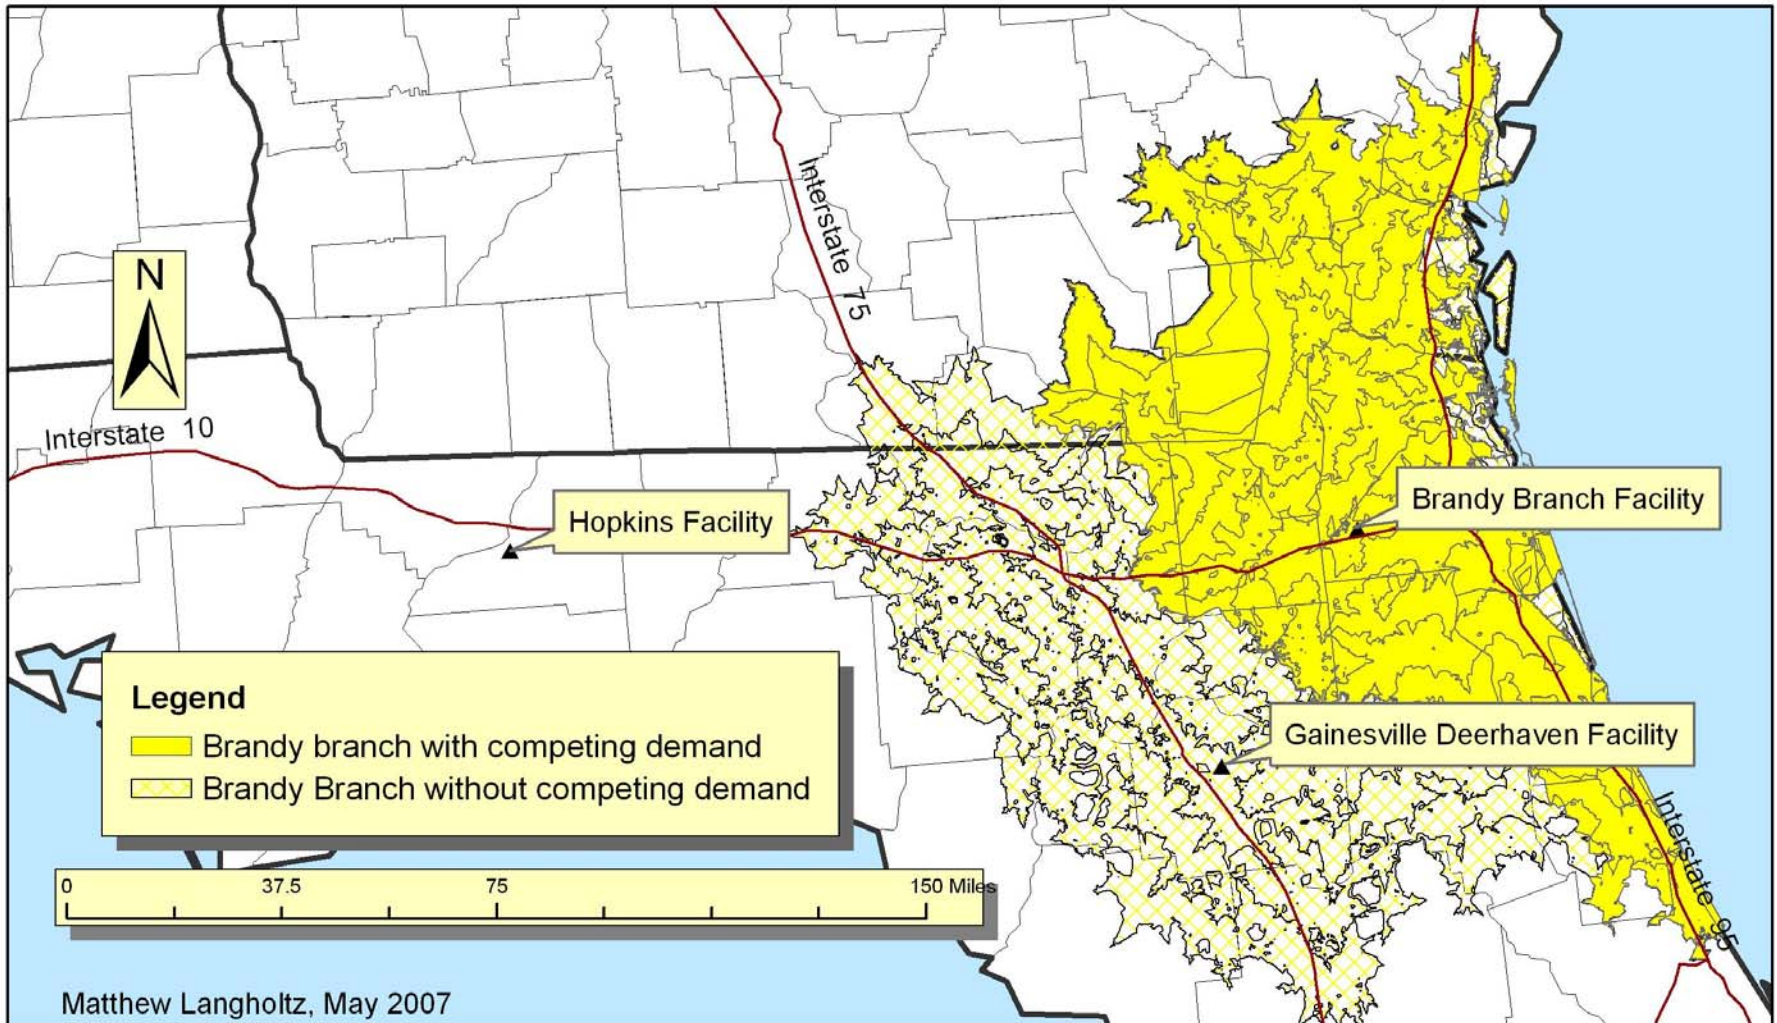 Interstate 75
N
Interstate 10
Hopkins Facility
Brandy Branch Facility
Gainesville Deerhaven Facility
Legend
Brandy branch with competing demand
Brandy Branch without competing demand
Interstate 95
0 37.5 75 150 Miles
Matthew Langholtz, May 2007